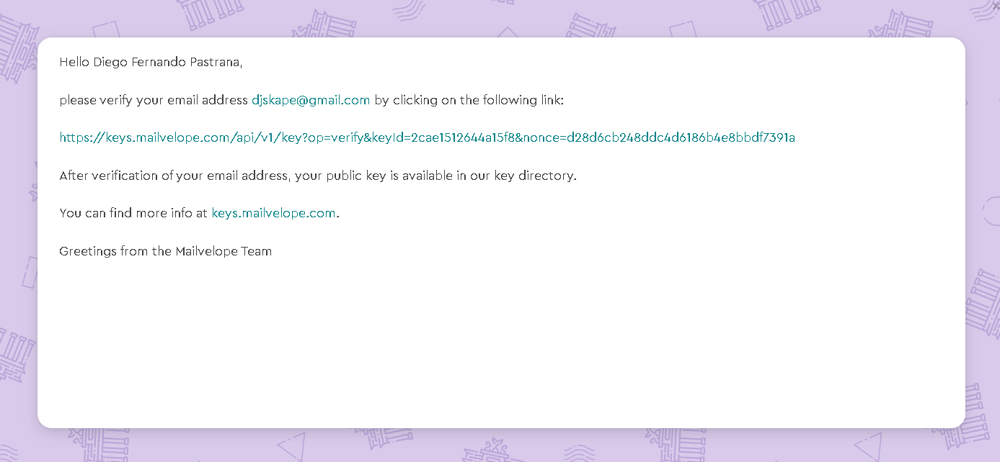 Hello Diego Fernando Pastrana,
please verify your email address djskape@gmail.com by clicking on the following link:
https://keys.mailvelope.com/api/v1/key?op=verify&keyId=2cae1512644a15f8&nonce=d28d6cb248ddc4d6186b4e8bbdf7391a
After verification of your email address, your public key is available in our key directory.
You can find more info at keys.mailvelope.com.
Greetings from the Mailvelope Team